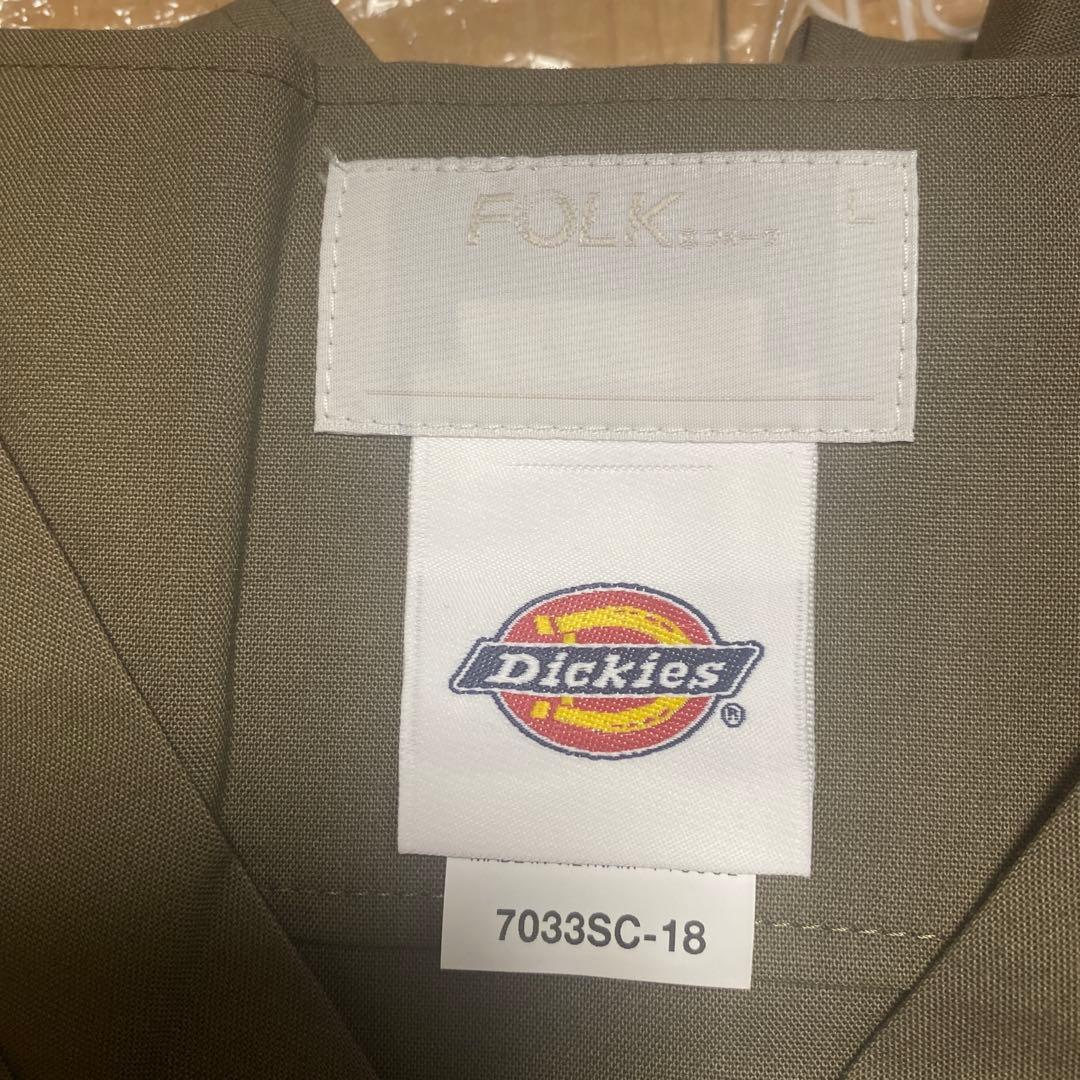 FOLK
L
Dickies
®
7033SC-18